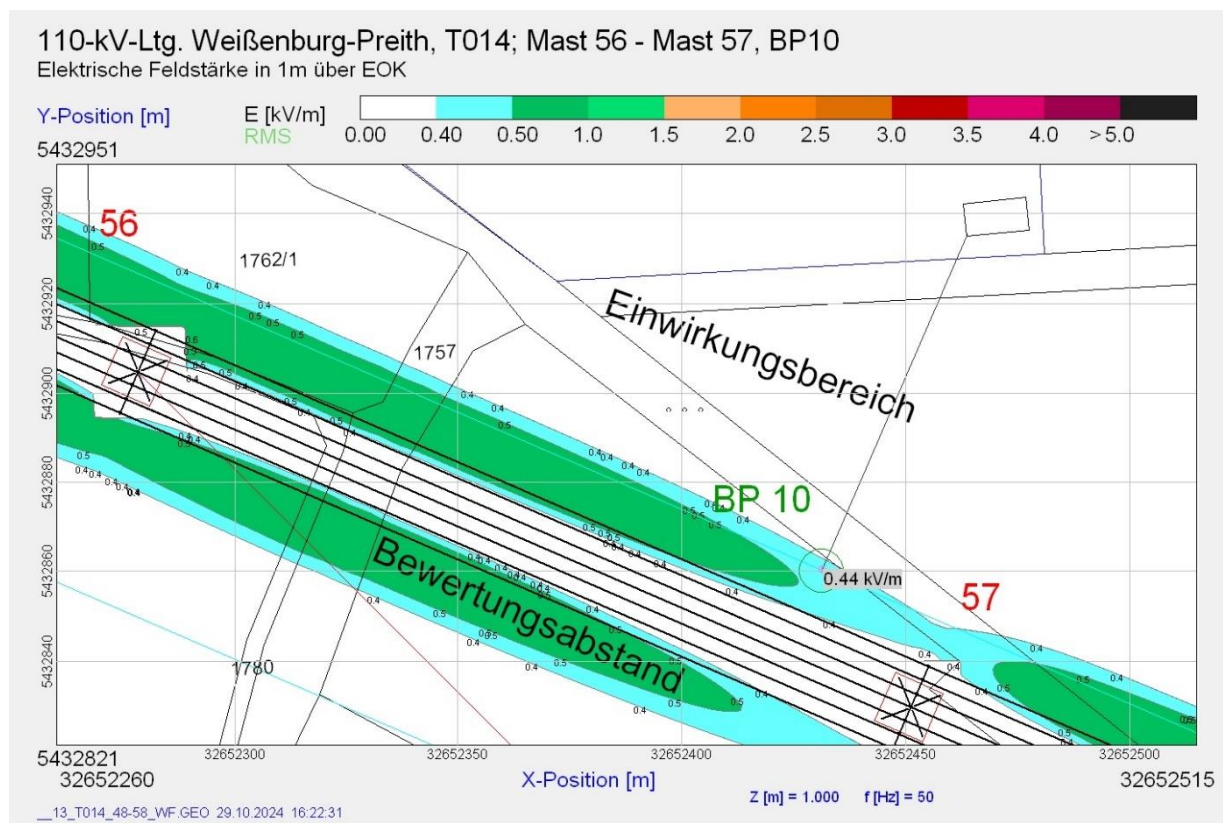 110-kV-Ltg. Weißenburg-Preith, T014; Mast 56 - Mast 57, BP10
Elektrische Feldstärke in 1m über EOK
Y-Position [m]
E [kV/m]
RMS
0.00 0.40 0.50 1.0 1.5 2.0 2.5 3.0 3.5 4.0 >5.0
5432951
5432940
5432920
5432900
5432880
5432860
5432840
56
1762/1
1757
Einwirkungsbereich
BP 10
0.44 kV/m
57
Bewertungsabstand
1780
5432821
32652260
32652300
32652350
32652400
32652450
32652500
X-Position [m]
32652515
Z [m] = 1.000 f [Hz] = 50
__13_T014_48-58_WF.GEO 29.10.2024 16:22:31